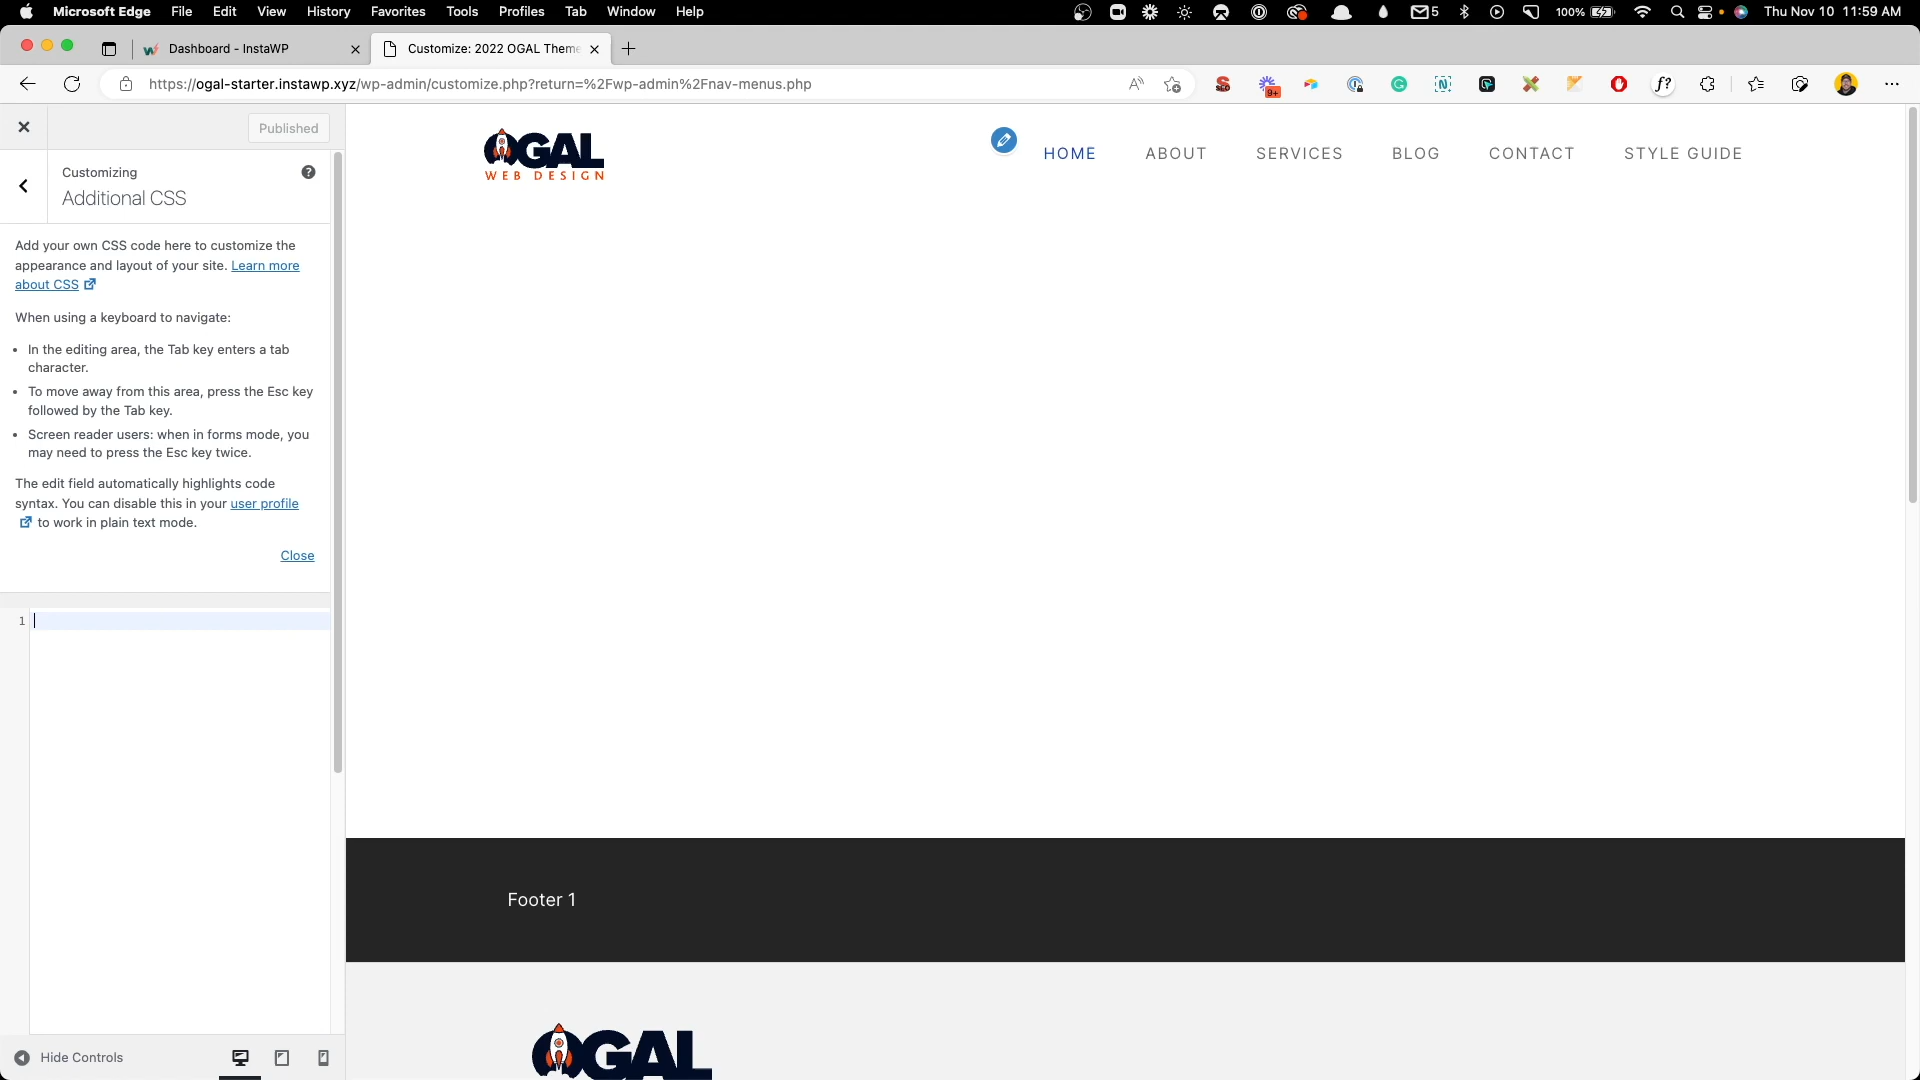 Microsoft Edge File Edit View History Favorites Tools Profiles Tab Window Help 5 100% Thu Nov 10 11:59 AM
Dashboard - InstaWP Customize: 2022 OGAL Theme
https://ogal-starter.instawp.xyz/wp-admin/customize.php?return=%2Fwp-admin%2Fnav-menus.php 9+ f?
Published
Customizing
Additional CSS
Add your own CSS code here to customize the
appearance and layout of your site. Learn more
about CSS
When using a keyboard to navigate:
• In the editing area, the Tab key enters a tab
character.
• To move away from this area, press the Esc key
followed by the Tab key.
• Screen reader users: when in forms mode, you
may need to press the Esc key twice.
The edit field automatically highlights code
syntax. You can disable this in your user profile
to work in plain text mode.
Close
1
Hide Controls
OGAL
WEB DESIGN
HOME ABOUT SERVICES BLOG CONTACT STYLE GUIDE
Footer 1
OGAL